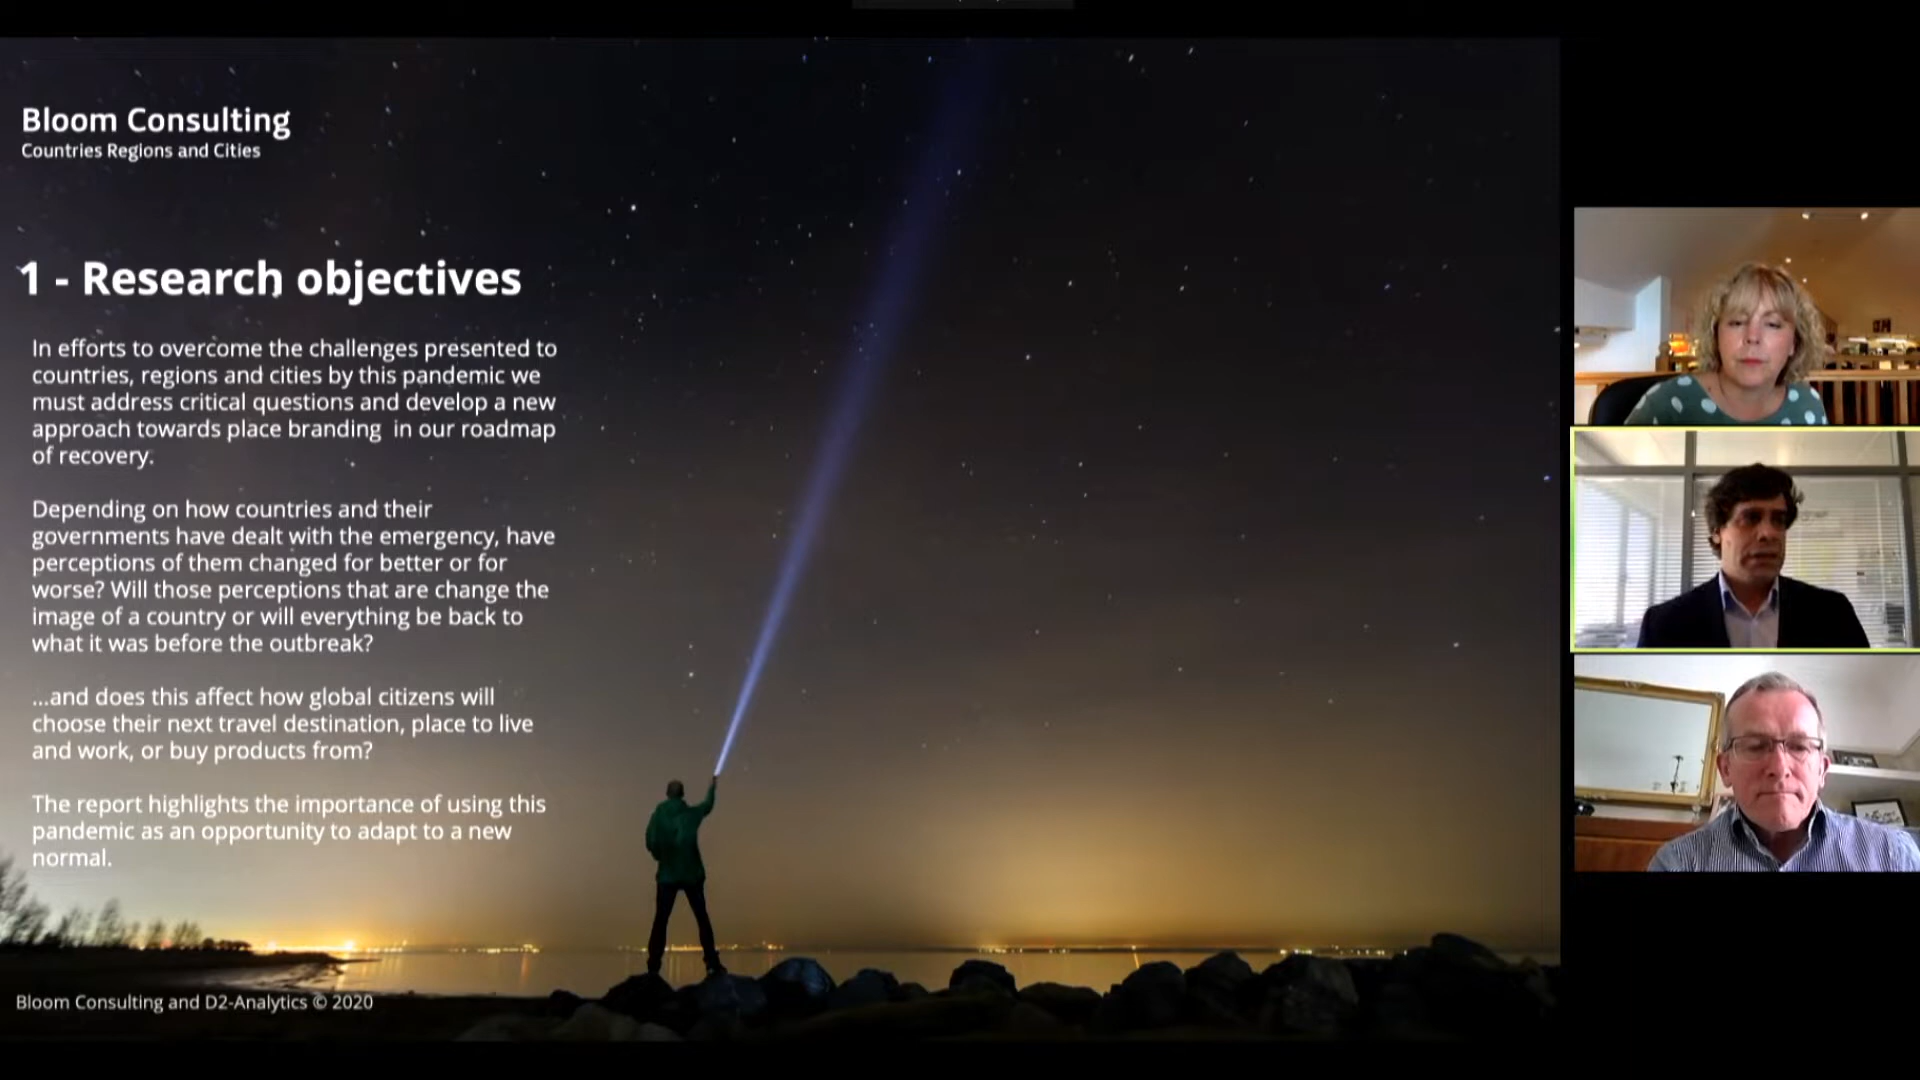 Bloom Consulting
Countries Regions and Cities
1 - Research objectives
In efforts to overcome the challenges presented to
countries, regions and cities by this pandemic we
must address critical questions and develop a new
approach towards place branding  in our roadmap
of recovery.
Depending on how countries and their
governments have dealt with the emergency, have
perceptions of them changed for better or for
worse? Will those perceptions that are change the
image of a country or will everything be back to
what it was before the outbreak?
...and does this affect how global citizens will
choose their next travel destination, place to live
and work, or buy products from?
The report highlights the importance of using this
pandemic as an opportunity to adapt to a new
normal.
Bloom Consulting and D2-Analytics © 2020